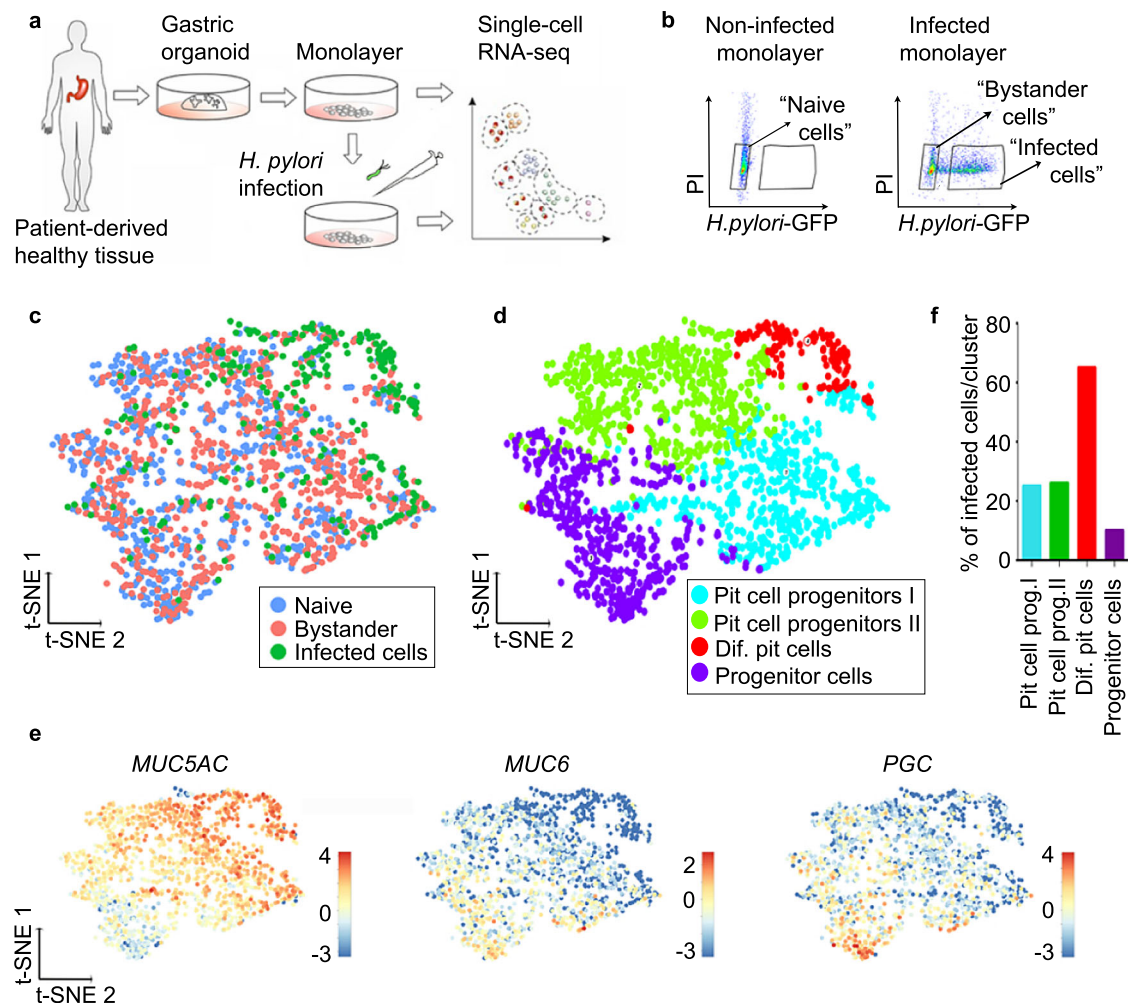 a
Gastric
organoid
Monolayer
Single-cell
RNA-seq
H. pylori
infection
Patient-derived
healthy tissue
b
Non-infected
monolayer
Infected
monolayer
“Naive
cells”
“Bystander
cells”
“Infected
cells”
PI
H.pylori-GFP
PI
H.pylori-GFP
c
t-SNE 1
t-SNE 2
Naive
Bystander
Infected cells
d
t-SNE 1
t-SNE 2
Pit cell progenitors I
Pit cell progenitors II
Dif. pit cells
Progenitor cells
f
% of infected cells/cluster
80
60
40
20
0
Pit cell prog.I
Pit cell prog.II
Dif. pit cells
Progenitor cells
e
MUC5AC
4
0
-3
t-SNE 1
t-SNE 2
MUC6
2
0
-3
PGC
4
0
-3